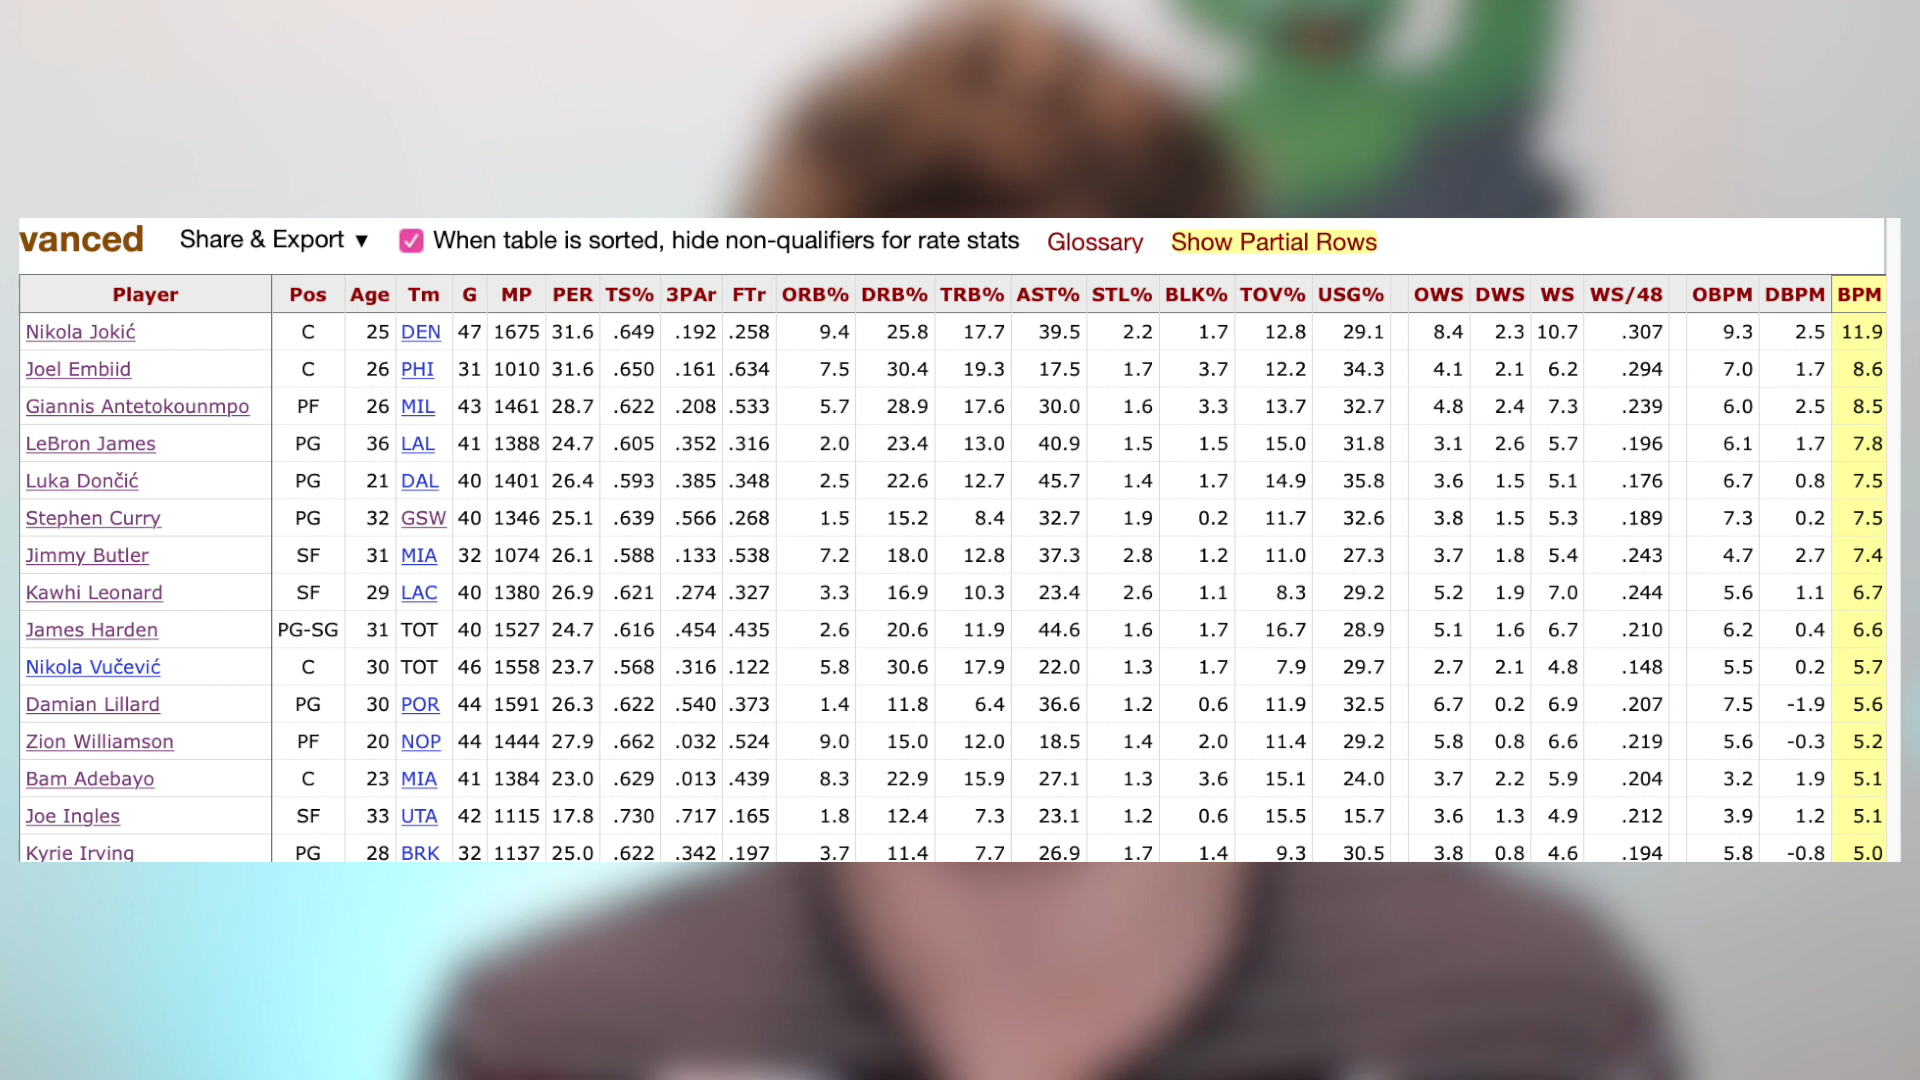 vanced Share & Export ▼ When table is sorted, hide non-qualifiers for rate stats Glossary Show Partial Rows
Player Pos Age Tm G MP PER TS% 3PAr FTr ORB% DRB% TRB% AST% STL% BLK% TOV% USG% OWS DWS WS WS/48 OBPM DBPM BPM
Nikola Jokić C 25 DEN 47 1675 31.6 .649 .192 .258 9.4 25.8 17.7 39.5 2.2 1.7 12.8 29.1 8.4 2.3 10.7 .307 9.3 2.5 11.9
Joel Embiid C 26 PHI 31 1010 31.6 .650 .161 .634 7.5 30.4 19.3 17.5 1.7 3.7 12.2 34.3 4.1 2.1 6.2 .294 7.0 1.7 8.6
Giannis Antetokounmpo PF 26 MIL 43 1461 28.7 .622 .208 .533 5.7 28.9 17.6 30.0 1.6 3.3 13.7 32.7 4.8 2.4 7.3 .239 6.0 2.5 8.5
LeBron James PG 36 LAL 41 1388 24.7 .605 .352 .316 2.0 23.4 13.0 40.9 1.5 1.5 15.0 31.8 3.1 2.6 5.7 .196 6.1 1.7 7.8
Luka Dončić PG 21 DAL 40 1401 26.4 .593 .385 .348 2.5 22.6 12.7 45.7 1.4 1.7 14.9 35.8 3.6 1.5 5.1 .176 6.7 0.8 7.5
Stephen Curry PG 32 GSW 40 1346 25.1 .639 .566 .268 1.5 15.2 8.4 32.7 1.9 0.2 11.7 32.6 3.8 1.5 5.3 .189 7.3 0.2 7.5
Jimmy Butler SF 31 MIA 32 1074 26.1 .588 .133 .538 7.2 18.0 12.8 37.3 2.8 1.2 11.0 27.3 3.7 1.8 5.4 .243 4.7 2.7 7.4
Kawhi Leonard SF 29 LAC 40 1380 26.9 .621 .274 .327 3.3 16.9 10.3 23.4 2.6 1.1 8.3 29.2 5.2 1.9 7.0 .244 5.6 1.1 6.7
James Harden PG-SG 31 TOT 40 1527 24.7 .616 .454 .435 2.6 20.6 11.9 44.6 1.6 1.7 16.7 28.9 5.1 1.6 6.7 .210 6.2 0.4 6.6
Nikola Vučević C 30 TOT 46 1558 23.7 .568 .316 .122 5.8 30.6 17.9 22.0 1.3 1.7 7.9 29.7 2.7 2.1 4.8 .148 5.5 0.2 5.7
Damian Lillard PG 30 POR 44 1591 26.3 .622 .540 .373 1.4 11.8 6.4 36.6 1.2 0.6 11.9 32.5 6.7 0.2 6.9 .207 7.5 -1.9 5.6
Zion Williamson PF 20 NOP 44 1444 27.9 .662 .032 .524 9.0 15.0 12.0 18.5 1.4 2.0 11.4 29.2 5.8 0.8 6.6 .219 5.6 -0.3 5.2
Bam Adebayo C 23 MIA 41 1384 23.0 .629 .013 .439 8.3 22.9 15.9 27.1 1.3 3.6 15.1 24.0 3.7 2.2 5.9 .204 3.2 1.9 5.1
Joe Ingles SF 33 UTA 42 1115 17.8 .730 .717 .165 1.8 12.4 7.3 23.1 1.2 0.6 15.5 15.7 3.6 1.3 4.9 .212 3.9 1.2 5.1
Kyrie Irving PG 28 BRK 32 1137 25.0 .622 .342 .197 3.7 11.4 7.7 26.9 1.7 1.4 9.3 30.5 3.8 0.8 4.6 .194 5.8 -0.8 5.0